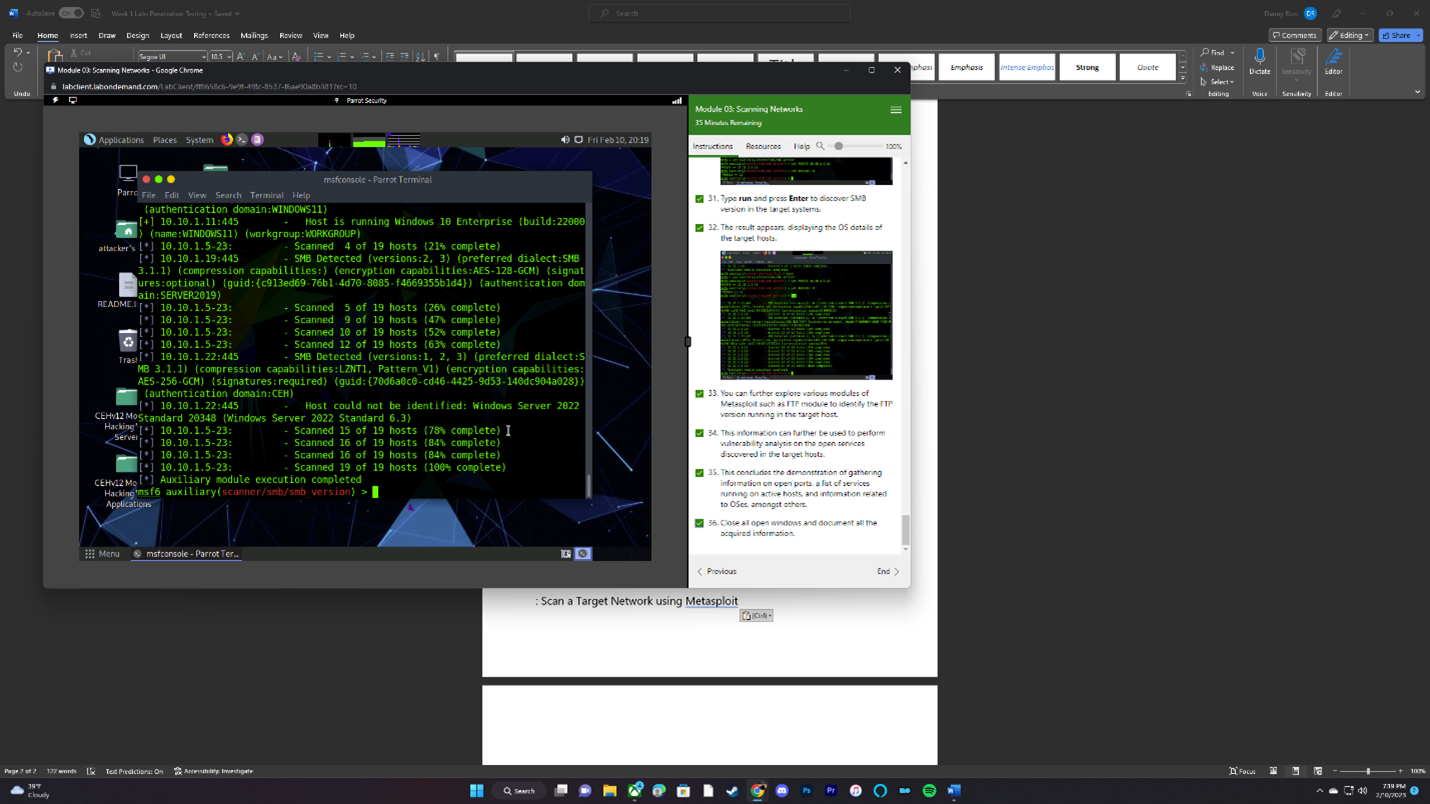 AutoSave
Week 1 Labs Penetration Testing • Saved
Search
Danny Rios
DR
File
Home
Insert
Draw
Design
Layout
References
Mailings
Review
View
Help
Comments
Editing
Share
Cut
Segoe UI
10.5
Undo
Emphasis
Intense Emphasis
Strong
Quote
Find
Replace
Select
Editing
Dictate
Voice
Sensitivity
Sensitivity
Editor
Editor
Module 03: Scanning Networks - Google Chrome
Parrot Security
Applications
Places
System
Fri Feb 10, 20:19
msfconsole - Parrot Terminal
File Edit View Search Terminal Help
(authentication domain:WINDOWS11)
[+] 10.10.1.11:445 - Host is running Windows 10 Enterprise (build:22000
) (name:WINDOWS11) (workgroup:WORKGROUP)
[*] 10.10.1.5-23: - Scanned 4 of 19 hosts (21% complete)
[*] 10.10.1.19:445 - SMB Detected (versions:2, 3) (preferred dialect:SMB
3.1.1) (compression capabilities:) (encryption capabilities:AES-128-GCM) (signat
ures:optional) (guid:{c913ed69-76b1-4d70-8085-f4669355b1d4}) (authentication dom
ain:SERVER2019)
[*] 10.10.1.5-23: - Scanned 5 of 19 hosts (26% complete)
[*] 10.10.1.5-23: - Scanned 9 of 19 hosts (47% complete)
[*] 10.10.1.5-23: - Scanned 10 of 19 hosts (52% complete)
[*] 10.10.1.5-23: - Scanned 12 of 19 hosts (63% complete)
[*] 10.10.1.22:445 - SMB Detected (versions:1, 2, 3) (preferred dialect:S
MB 3.1.1) (compression capabilities:LZNT1, Pattern_V1) (encryption capabilities:
AES-256-GCM) (signatures:required) (guid:{70d6a0c0-cd46-4425-9d53-140dc904a028})
(authentication domain:CEH)
[*] 10.10.1.22:445 - Host could not be identified: Windows Server 2022
Standard 20348 (Windows Server 2022 Standard 6.3)
[*] 10.10.1.5-23: - Scanned 15 of 19 hosts (78% complete)
[*] 10.10.1.5-23: - Scanned 16 of 19 hosts (84% complete)
[*] 10.10.1.5-23: - Scanned 16 of 19 hosts (84% complete)
[*] 10.10.1.5-23: - Scanned 19 of 19 hosts (100% complete)
[*] Auxiliary module execution completed
msf6 auxiliary(scanner/smb/smb_version) >
Parro
attacker's
README.l
Trash
CEHv12 Mo
Hacking
Server
CEHv12 Mo
Hacking
Applications
Menu
msfconsole - Parrot Ter...
Module 03: Scanning Networks
35 Minutes Remaining
Instructions
Resources
Help
100%
31. Type run and press Enter to discover SMB
version in the target systems.
32. The result appears, displaying the OS details of
the target hosts.
33. You can further explore various modules of
Metasploit such as FTP module to identify the FTP
version running in the target host.
34. This information can further be used to perform
vulnerability analysis on the open services
discovered in the target hosts.
35. This concludes the demonstration of gathering
information on open ports, a list of services
running on active hosts, and information related
to OSes, amongst others.
36. Close all open windows and document all the
acquired information.
Previous
End
: Scan a Target Network using Metasploit
(Ctrl)
Page 2 of 2
122 words
Text Predictions: On
Accessibility: Investigate
Focus
100%
39°F
Cloudy
Search
7:39 PM
2/10/2023